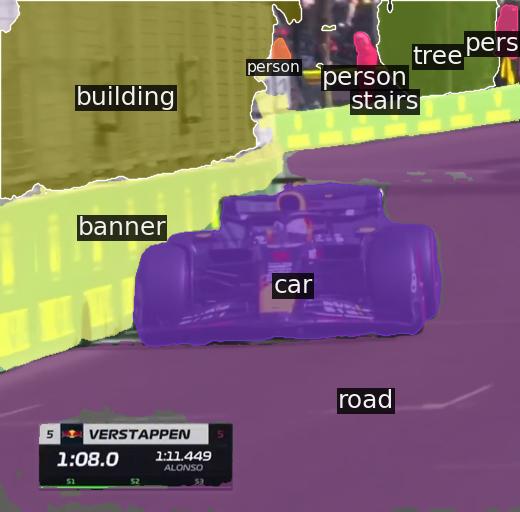 person
pers
tree
person
building
stairs
banner
car
road
5 VERSTAPPEN 5
1:08.0 1:11.449
ALONSO
S1 S2 S3